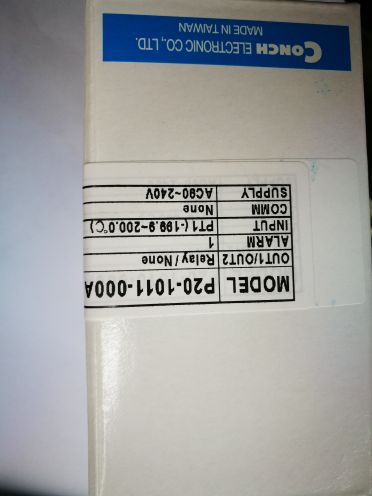 MODEL P20-1011-000A
OUT1/OUT2 Relay / None
ALARM 1
INPUT PT1 (-199.9~200.0°C)
COMM None
SUPPLY AC80~240V
CONCH ELECTRONIC CO., LTD.
MADE IN TAIWAN